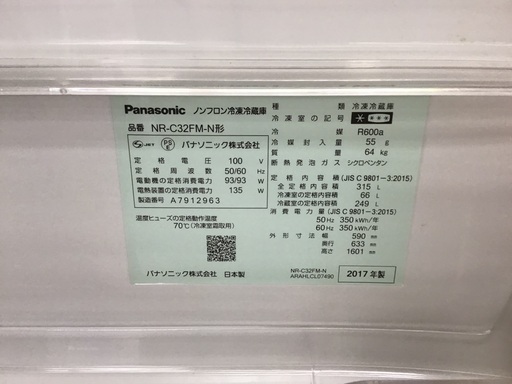 Panasonic ノンフロン冷凍冷蔵庫
品番 NR-C32FM-N形
JET PS E パナソニック株式会社
定格電圧 100 V
定格周波数 50/60 Hz
電動機の定格消費電力 93/93 W
電熱装置の定格消費電力 135 W
製造番号 A7912963
温度ヒューズの定格動作温度
70℃(冷凍室霜取用)
パナソニック株式会社 日本製
種類 冷凍冷蔵庫
冷凍室の記号
冷媒 R600a
冷媒封入量 55 g
質量 64 kg
断熱発泡ガス シクロペンタン
定格内容積(JIS C 9801-3:2015)
全定格内容積 315 L
冷凍室の定格内容積 66 L
冷蔵室の定格内容積 249 L
消費電力量(JIS C 9801-3:2015)
50 Hz 350 kWh/年
60 Hz 350 kWh/年
外形寸法 幅 590 mm
奥行 633 mm
高さ 1601 mm
NR-C32FM-N
ARAHLCL07490
2017年製